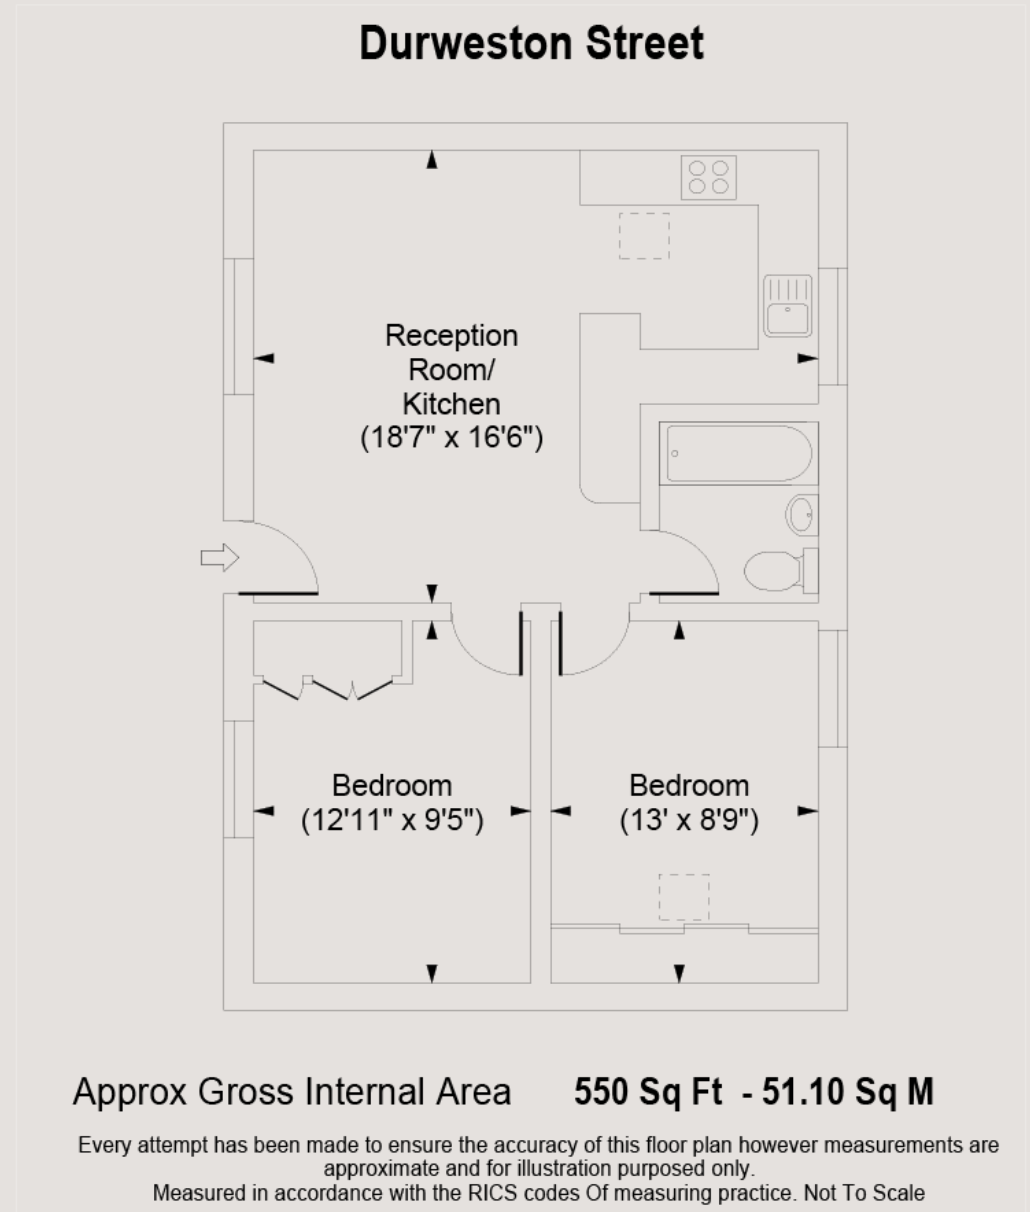 Durweston Street
Reception
Room/
Kitchen
(18'7" x 16'6")
Bedroom
(12'11" x 9'5")
Bedroom
(13' x 8'9")
Approx Gross Internal Area 550 Sq Ft - 51.10 Sq M
Every attempt has been made to ensure the accuracy of this floor plan however measurements are
approximate and for illustration purposed only.
Measured in accordance with the RICS codes Of measuring practice. Not To Scale